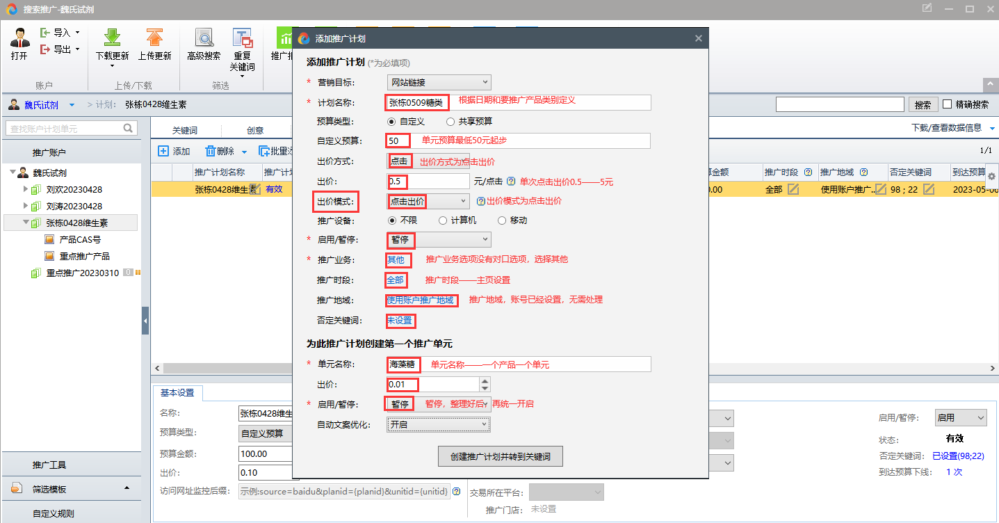 搜索推广-魏氏试剂
打开
导入
导出
账户
下载更新
上传更新
上传/下载
高级搜索
重复
关键词
筛选
推广
魏氏试剂
> 计划:
张栋0428维生素
搜索
精确搜索
查找账户计划单元
关键词
创意
下载/查看数据信息
推广账户
添加
删除
批量
1/1
魏氏试剂
刘欢20230428
刘涛20230428
张栋0428维生素
产品CAS号
重点推广产品
重点推广20230310
0
推广计划名称
推广计
金额
推广时段
推广地域
否定关键词
到达预算
张栋0428维生素
有效
0.00
全部
使用账户推广...
98 ; 22
2023-05-0
添加推广计划
添加推广计划 (*为必填项)
* 营销目标:
网站链接
* 计划名称:
张栋0509糖类
根据日期和要推广产品类别定义
预算类型:
自定义
共享预算
自定义预算:
50
单元预算最低50元起步
出价方式:
点击
出价方式为点击出价
出价:
0.5
元/点击
单次点击出价0.5——5元
出价模式:
点击出价
出价模式为点击出价
推广设备:
不限
计算机
移动
* 启用/暂停:
暂停
* 推广业务:
其他
推广业务选项没有对口选项，选择其他
推广时段:
全部
推广时段——主页设置
推广地域:
使用账户推广地域
推广地域，账号已经设置，无需处理
否定关键词:
未设置
为此推广计划创建第一个推广单元
* 单元名称:
海藻糖
单元名称——一个产品一个单元
出价:
0.01
* 启用/暂停:
暂停
暂停，整理好后，再统一开启
自动文案优化:
开启
创建推广计划并转到关键词
基本设置
名称:
张栋0428维生
预算类型:
自定义预算
预算金额:
100.00
出价:
0.10
访问网址监控后缀:
示例:source=baidu&planid={planid}&unitid={unitid}
交易所在平台:
推广门店:
未设置
启用/暂停:
启用
状态:
有效
否定关键词:
已设置(98;22)
到达预算下线:
1 次
推广工具
筛选模板
自定义规则